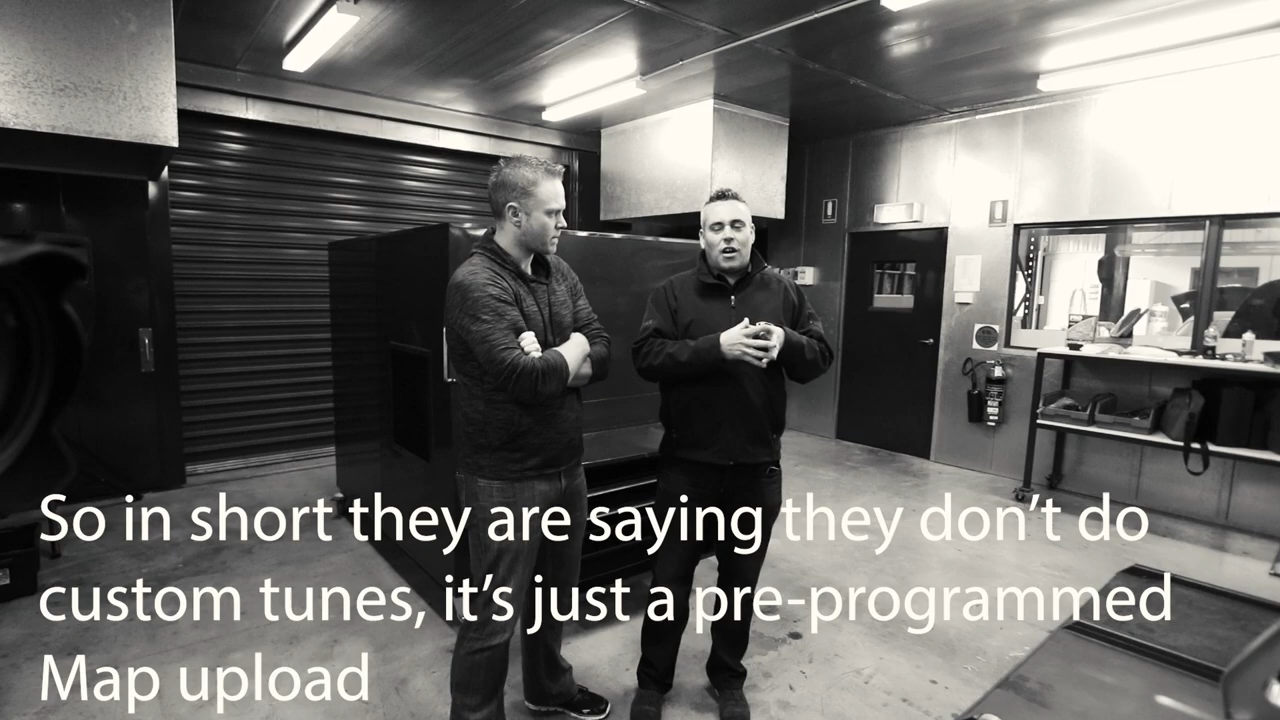 So in short they are saying they don’t do
custom tunes, it’s just a pre-programmed
Map upload